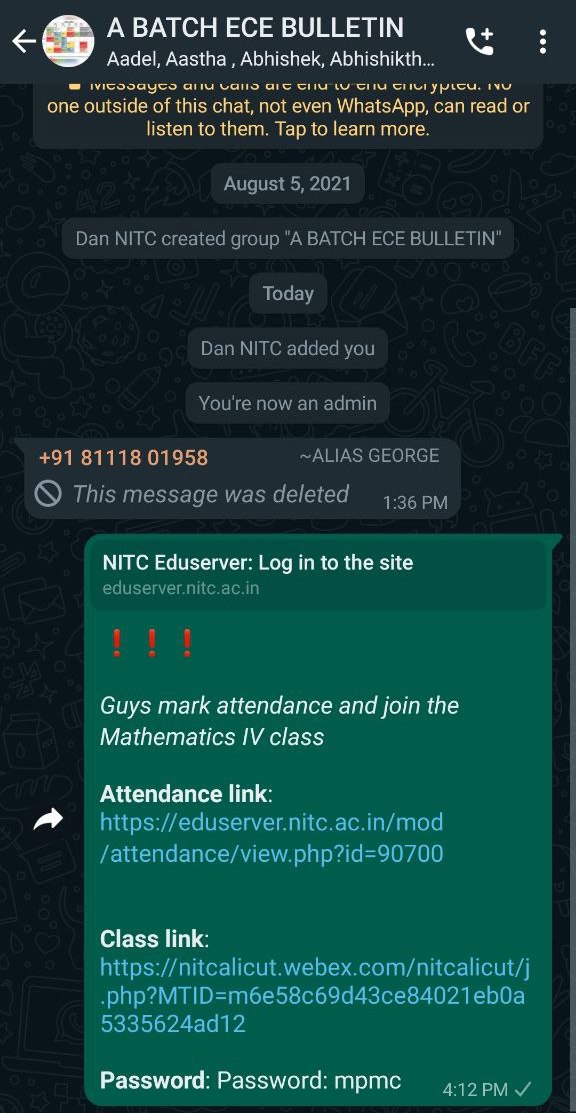 A BATCH ECE BULLETIN
Aadel, Aastha , Abhishek, Abhishikth...
Messages and calls are end-to-end encrypted. No
one outside of this chat, not even WhatsApp, can read or
listen to them. Tap to learn more.
August 5, 2021
Dan NITC created group "A BATCH ECE BULLETIN"
Today
Dan NITC added you
You're now an admin
+91 81118 01958 ~ALIAS GEORGE
This message was deleted 1:36 PM
NITC Eduserver: Log in to the site
eduserver.nitc.ac.in
❗ ❗ ❗
Guys mark attendance and join the
Mathematics IV class
Attendance link:
https://eduserver.nitc.ac.in/mod
/attendance/view.php?id=90700
Class link:
https://nitcalicut.webex.com/nitcalicut/j
.php?MTID=m6e58c69d43ce84021eb0a
5335624ad12
Password: Password: mpmc 4:12 PM